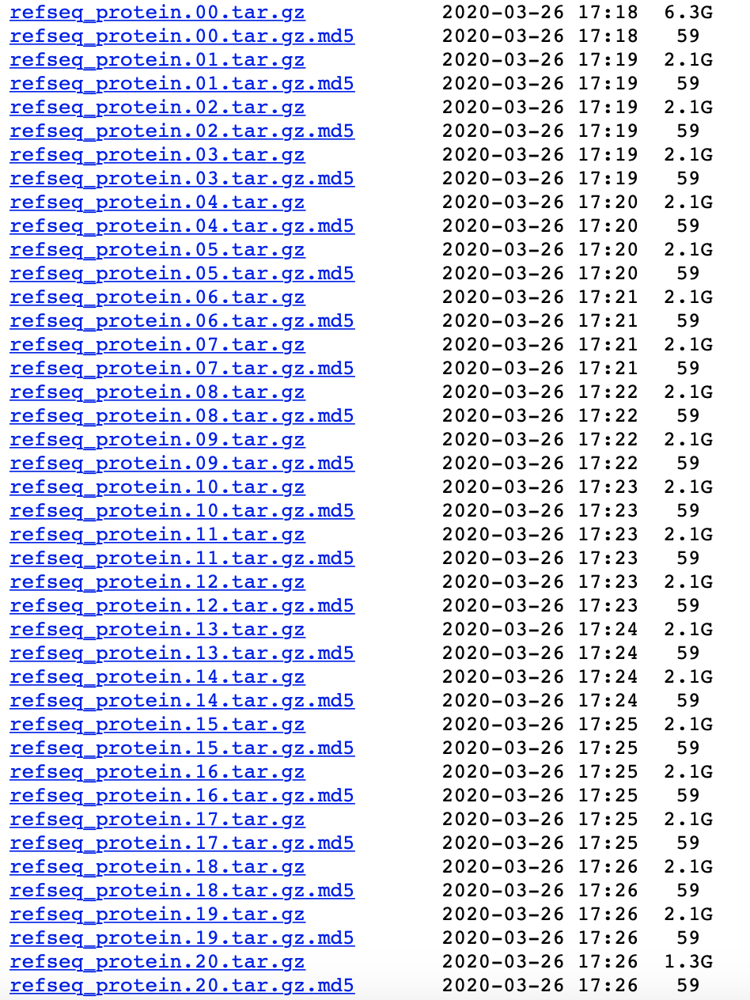 refseq_protein.00.tar.gz 2020-03-26 17:18 6.3G
refseq_protein.00.tar.gz.md5 2020-03-26 17:18 59
refseq_protein.01.tar.gz 2020-03-26 17:19 2.1G
refseq_protein.01.tar.gz.md5 2020-03-26 17:19 59
refseq_protein.02.tar.gz 2020-03-26 17:19 2.1G
refseq_protein.02.tar.gz.md5 2020-03-26 17:19 59
refseq_protein.03.tar.gz 2020-03-26 17:19 2.1G
refseq_protein.03.tar.gz.md5 2020-03-26 17:19 59
refseq_protein.04.tar.gz 2020-03-26 17:20 2.1G
refseq_protein.04.tar.gz.md5 2020-03-26 17:20 59
refseq_protein.05.tar.gz 2020-03-26 17:20 2.1G
refseq_protein.05.tar.gz.md5 2020-03-26 17:20 59
refseq_protein.06.tar.gz 2020-03-26 17:21 2.1G
refseq_protein.06.tar.gz.md5 2020-03-26 17:21 59
refseq_protein.07.tar.gz 2020-03-26 17:21 2.1G
refseq_protein.07.tar.gz.md5 2020-03-26 17:21 59
refseq_protein.08.tar.gz 2020-03-26 17:22 2.1G
refseq_protein.08.tar.gz.md5 2020-03-26 17:22 59
refseq_protein.09.tar.gz 2020-03-26 17:22 2.1G
refseq_protein.09.tar.gz.md5 2020-03-26 17:22 59
refseq_protein.10.tar.gz 2020-03-26 17:23 2.1G
refseq_protein.10.tar.gz.md5 2020-03-26 17:23 59
refseq_protein.11.tar.gz 2020-03-26 17:23 2.1G
refseq_protein.11.tar.gz.md5 2020-03-26 17:23 59
refseq_protein.12.tar.gz 2020-03-26 17:23 2.1G
refseq_protein.12.tar.gz.md5 2020-03-26 17:23 59
refseq_protein.13.tar.gz 2020-03-26 17:24 2.1G
refseq_protein.13.tar.gz.md5 2020-03-26 17:24 59
refseq_protein.14.tar.gz 2020-03-26 17:24 2.1G
refseq_protein.14.tar.gz.md5 2020-03-26 17:24 59
refseq_protein.15.tar.gz 2020-03-26 17:25 2.1G
refseq_protein.15.tar.gz.md5 2020-03-26 17:25 59
refseq_protein.16.tar.gz 2020-03-26 17:25 2.1G
refseq_protein.16.tar.gz.md5 2020-03-26 17:25 59
refseq_protein.17.tar.gz 2020-03-26 17:25 2.1G
refseq_protein.17.tar.gz.md5 2020-03-26 17:25 59
refseq_protein.18.tar.gz 2020-03-26 17:26 2.1G
refseq_protein.18.tar.gz.md5 2020-03-26 17:26 59
refseq_protein.19.tar.gz 2020-03-26 17:26 2.1G
refseq_protein.19.tar.gz.md5 2020-03-26 17:26 59
refseq_protein.20.tar.gz 2020-03-26 17:26 1.3G
refseq_protein.20.tar.gz.md5 2020-03-26 17:26 59